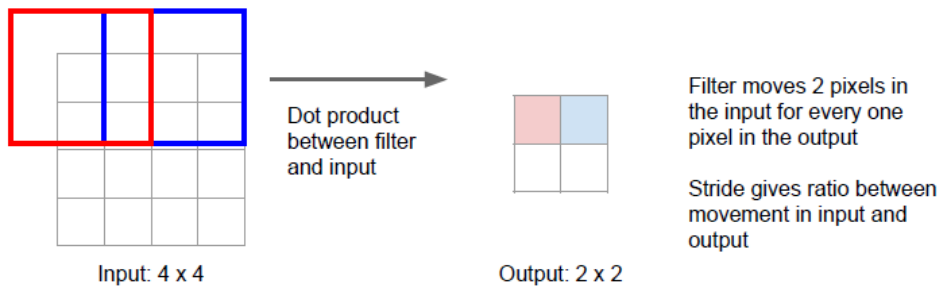 Dot product
between filter
and input
Filter moves 2 pixels in
the input for every one
pixel in the output
Stride gives ratio between
movement in input and
output
Input: 4 x 4
Output: 2 x 2